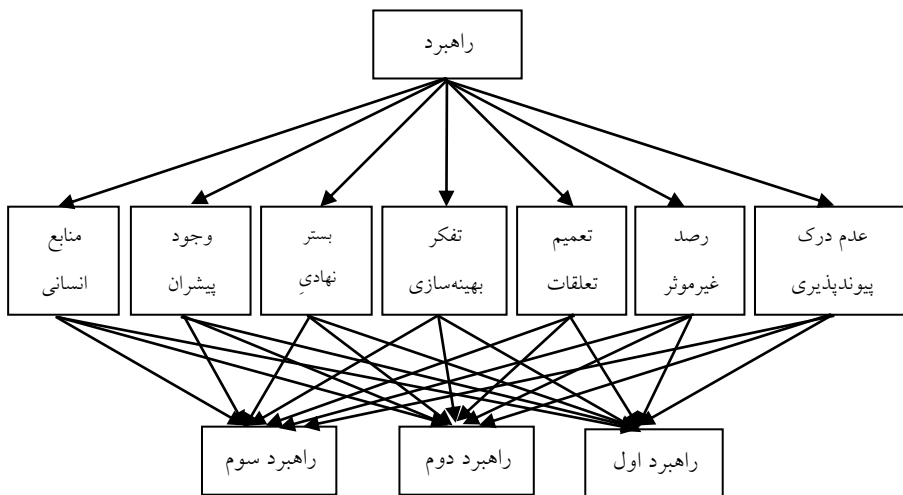 راهبرد
عدم درک
پیوندپذیری
رصد
غیرموثر
تعمیم
تعلقات
تفکر
بهینه‌سازی
بستر
نهادیِ
وجود
پیشران
منابع
انسانی
راهبرد اول
راهبرد دوم
راهبرد سوم